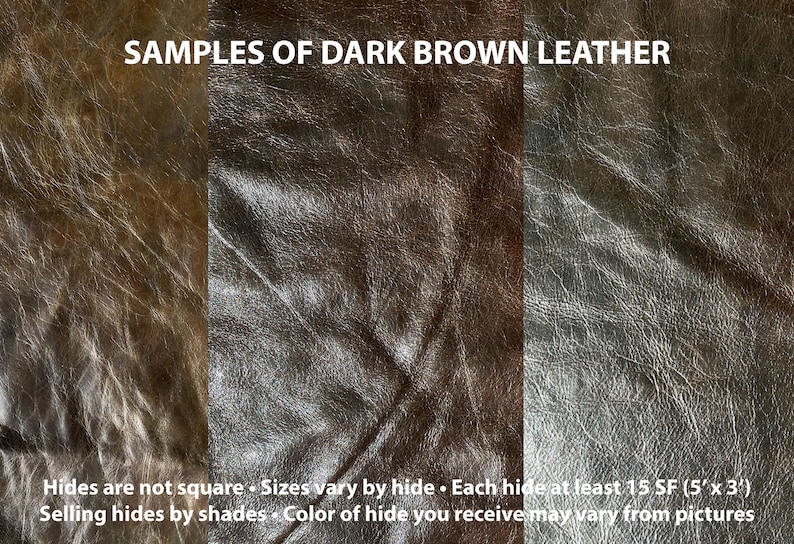 SAMPLES OF DARK BROWN LEATHER
Hides are not square • Sizes vary by hide • Each hide at least 15 SF (5’ x 3’)
Selling hides by shades • Color of hide you receive may vary from pictures